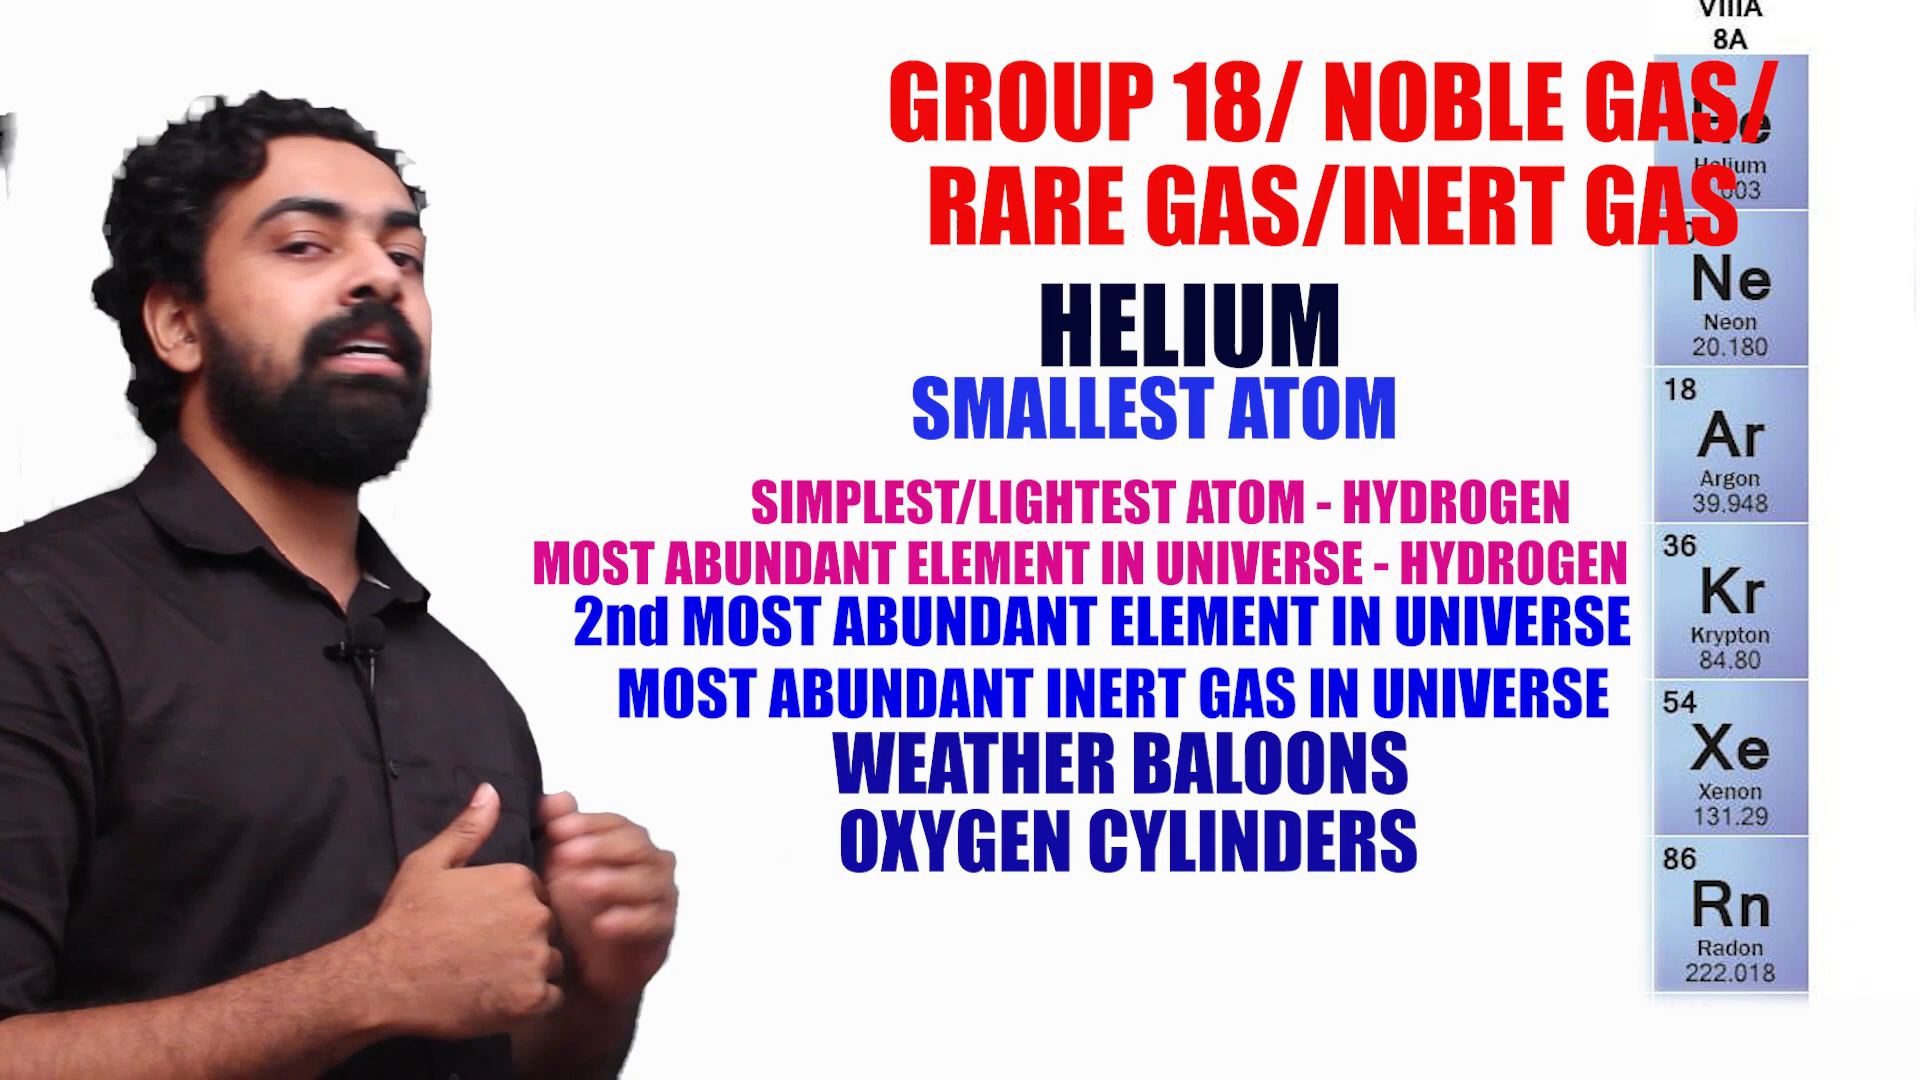 VIIIA
8A
GROUP 18/ NOBLE GAS/
RARE GAS/INERT GAS
HELIUM
SMALLEST ATOM
SIMPLEST/LIGHTEST ATOM - HYDROGEN
MOST ABUNDANT ELEMENT IN UNIVERSE - HYDROGEN
2nd MOST ABUNDANT ELEMENT IN UNIVERSE
MOST ABUNDANT INERT GAS IN UNIVERSE
WEATHER BALOONS
OXYGEN CYLINDERS
He
Helium
Ne
Neon
20.180
18
Ar
Argon
39.948
36
Kr
Krypton
84.80
54
Xe
Xenon
131.29
86
Rn
Radon
222.018